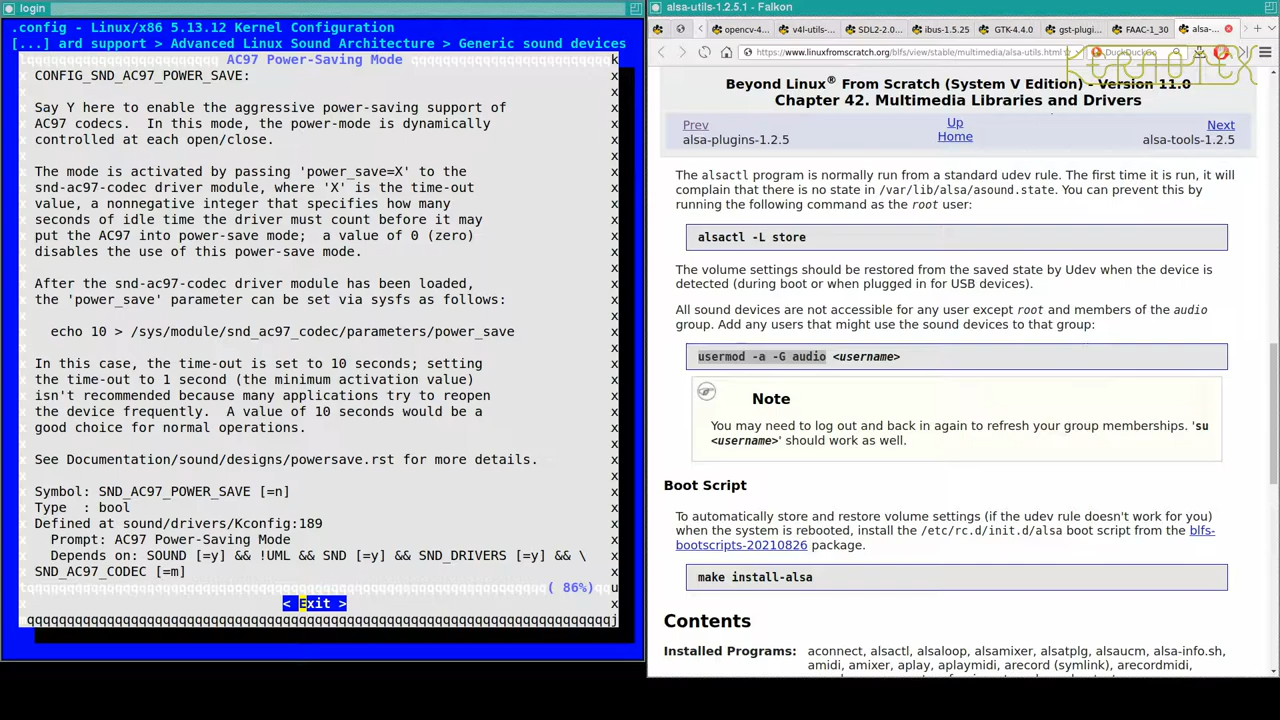 login
.config - Linux/x86 5.13.12 Kernel Configuration
[...] ard support > Advanced Linux Sound Architecture > Generic sound devices
AC97 Power-Saving Mode
CONFIG_SND_AC97_POWER_SAVE:
Say Y here to enable the aggressive power-saving support of
AC97 codecs.  In this mode, the power-mode is dynamically
controlled at each open/close.
The mode is activated by passing 'power_save=X' to the
snd-ac97-codec driver module, where 'X' is the time-out
value, a nonnegative integer that specifies how many
seconds of idle time the driver must count before it may
put the AC97 into power-save mode;  a value of 0 (zero)
disables the use of this power-save mode.
After the snd-ac97-codec driver module has been loaded,
the 'power_save' parameter can be set via sysfs as follows:
echo 10 > /sys/module/snd_ac97_codec/parameters/power_save
In this case, the time-out is set to 10 seconds; setting
the time-out to 1 second (the minimum activation value)
isn't recommended because many applications try to reopen
the device frequently.  A value of 10 seconds would be a
good choice for normal operations.
See Documentation/sound/designs/powersave.rst for more details.
Symbol: SND_AC97_POWER_SAVE [=n]
Type  : bool
Defined at sound/drivers/Kconfig:189
Prompt: AC97 Power-Saving Mode
Depends on: SOUND [=y] && !UML && SND [=y] && SND_DRIVERS [=y] && \
SND_AC97_CODEC [=m]
( 86%)
< Exit >
alsa-utils-1.2.5.1 - Falkon
opencv-4... v4l-utils-... SDL2-2.0... ibus-1.5.25 GTK-4.4.0 gst-plugi... FAAC-1_30 alsa-...
https://www.linuxfromscratch.org/blfs/view/stable/multimedia/alsa-utils.html
DuckDuckGo
KERNOTEX
Beyond Linux® From Scratch (System V Edition) - Version 11.0
Chapter 42. Multimedia Libraries and Drivers
Prev Up Next
alsa-plugins-1.2.5 Home alsa-tools-1.2.5
The alsactl program is normally run from a standard udev rule. The first time it is run, it will
complain that there is no state in /var/lib/alsa/asound.state. You can prevent this by
running the following command as the root user:
alsactl -L store
The volume settings should be restored from the saved state by Udev when the device is
detected (during boot or when plugged in for USB devices).
All sound devices are not accessible for any user except root and members of the audio
group. Add any users that might use the sound devices to that group:
usermod -a -G audio <username>
Note
You may need to log out and back in again to refresh your group memberships. 'su
<username>' should work as well.
Boot Script
To automatically store and restore volume settings (if the udev rule doesn't work for you)
when the system is rebooted, install the /etc/rc.d/init.d/alsa boot script from the blfs-
bootscripts-20210826 package.
make install-alsa
Contents
Installed Programs: aconnect, alsactl, alsaloop, alsamixer, alsatplg, alsaucm, alsa-info.sh,
amidi, amixer, aplay, aplaymidi, arecord (symlink), arecordmidi,